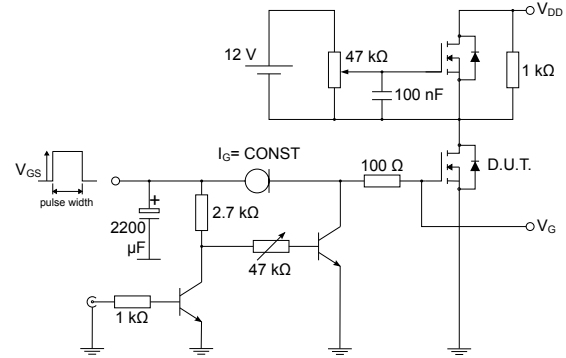 V_DD
12 V
47 kΩ
1 kΩ
100 nF
I_G= CONST
100 Ω
D.U.T.
V_GS
pulse width
+
2200
μF
2.7 kΩ
V_G
47 kΩ
1 kΩ